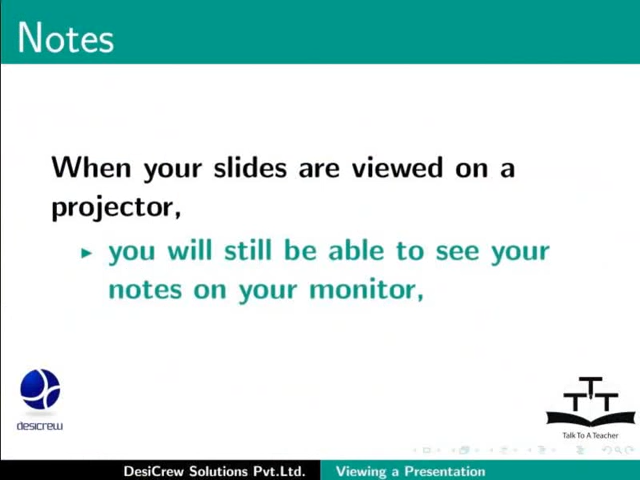 Notes
When your slides are viewed on a
projector,
you will still be able to see your
notes on your monitor,
desicrew
TTT
Talk To A Teacher
DesiCrew Solutions Pvt.Ltd. Viewing a Presentation